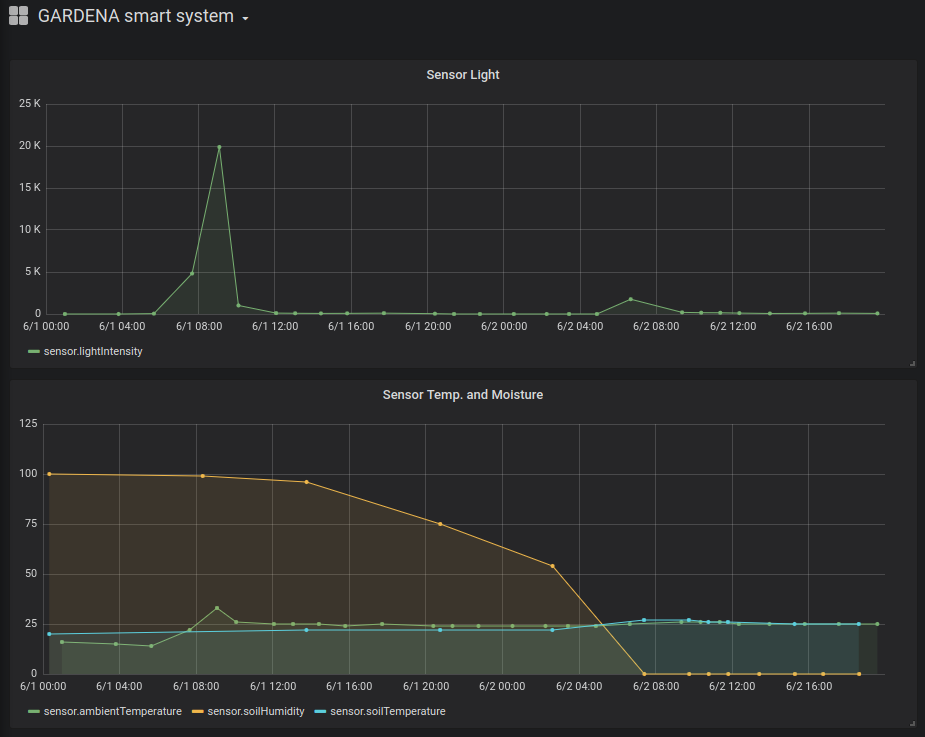 GARDENA smart system
Sensor Light
25 K
20 K
15 K
10 K
5 K
0
6/1 00:00 6/1 04:00 6/1 08:00 6/1 12:00 6/1 16:00 6/1 20:00 6/2 00:00 6/2 04:00 6/2 08:00 6/2 12:00 6/2 16:00
sensor.lightIntensity
Sensor Temp. and Moisture
125
100
75
50
25
0
6/1 00:00 6/1 04:00 6/1 08:00 6/1 12:00 6/1 16:00 6/1 20:00 6/2 00:00 6/2 04:00 6/2 08:00 6/2 12:00 6/2 16:00
sensor.ambientTemperature sensor.soilHumidity sensor.soilTemperature